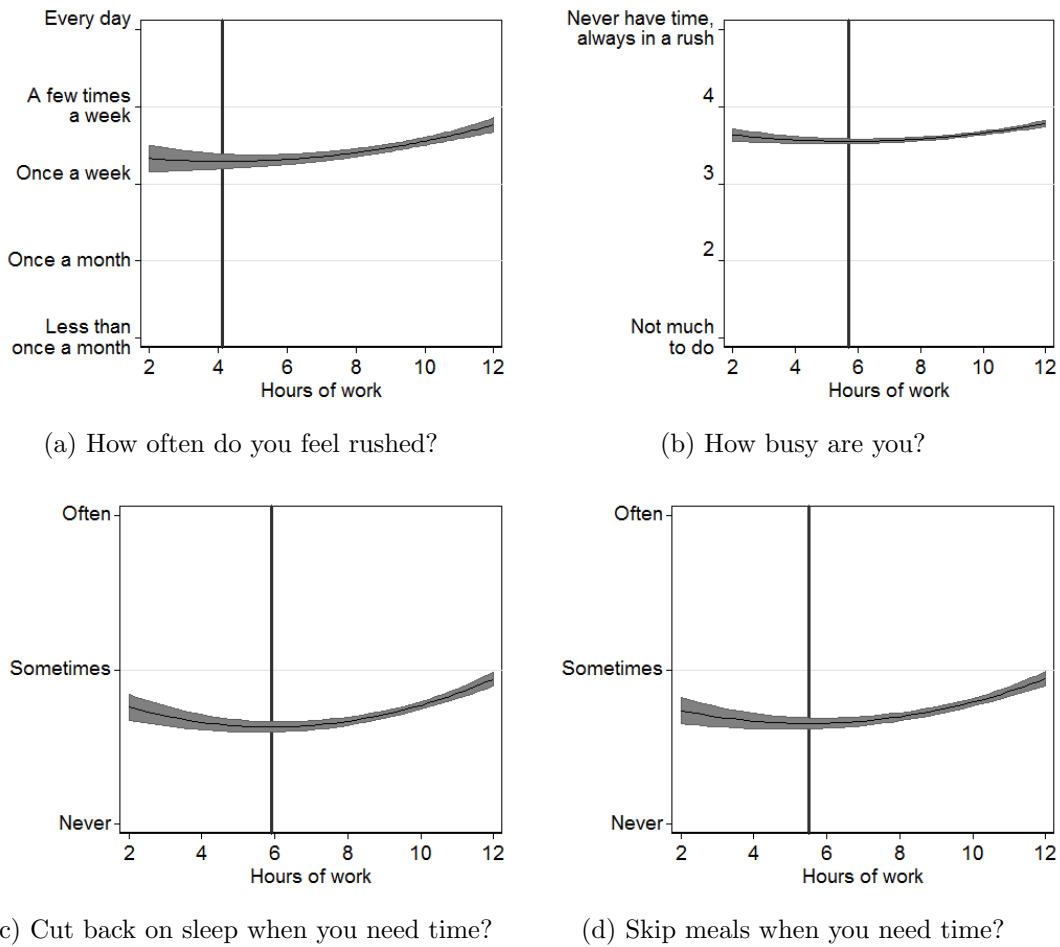 Every day
A few times
a week
Once a week
Once a month
Less than
once a month
2 4 6 8 10 12
Hours of work
(a) How often do you feel rushed?
Never have time,
always in a rush
4
3
2
Not much
to do
2 4 6 8 10 12
Hours of work
(b) How busy are you?
Often
Sometimes
Never
2 4 6 8 10 12
Hours of work
c) Cut back on sleep when you need time?
Often
Sometimes
Never
2 4 6 8 10 12
Hours of work
(d) Skip meals when you need time?